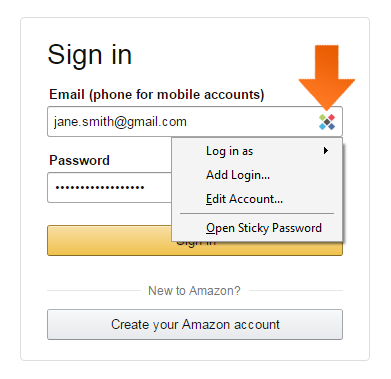 Sign in
Email (phone for mobile accounts)
jane.smith@gmail.com
Log in as
Password
Add Login...
••••••••••••••••••
Edit Account...
Open Sticky Password
Sign in
New to Amazon?
Create your Amazon account